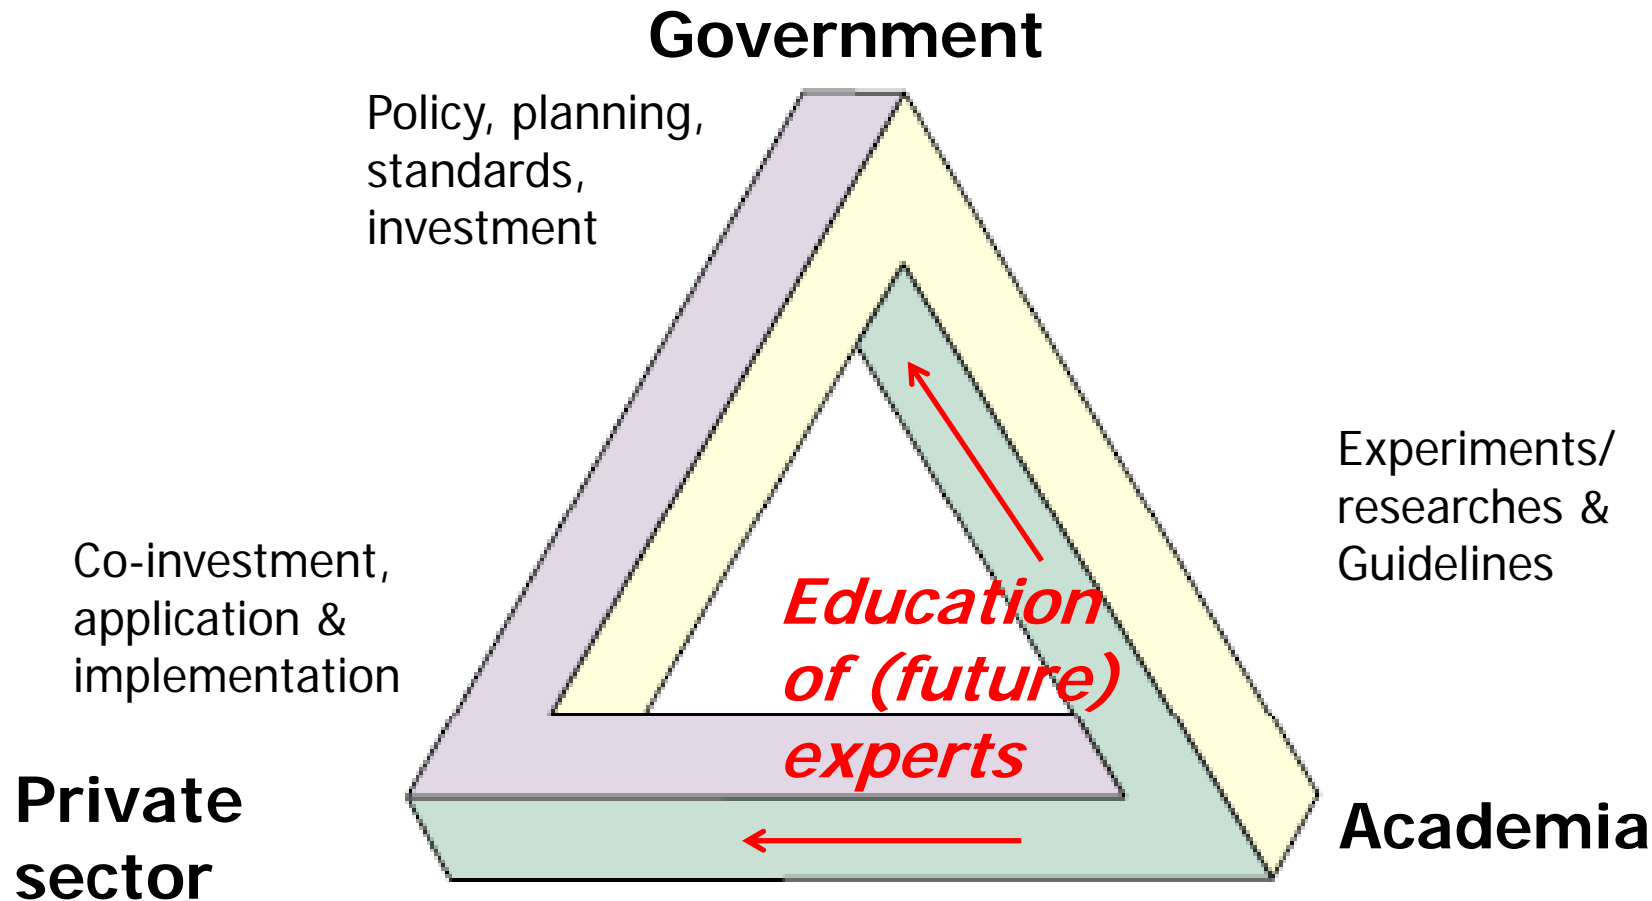 Government
Policy, planning,
standards,
investment
Experiments/
researches &
Guidelines
Co-investment,
application &
implementation
Education
of (future)
experts
Private
sector
Academia